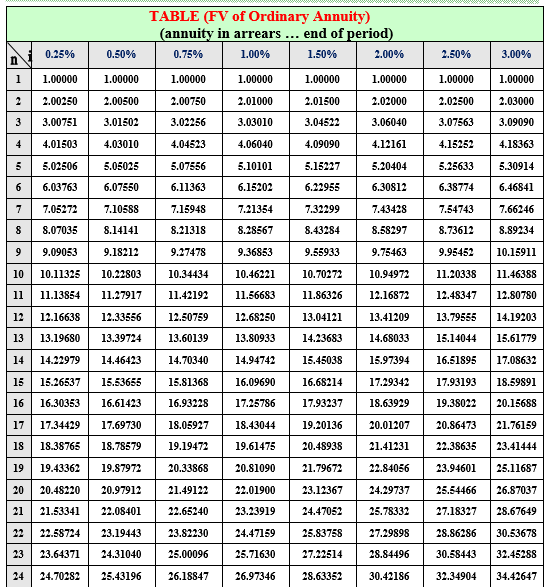 TABLE (FV of Ordinary Annuity)
(annuity in arrears … end of period)
n i 0.25% 0.50% 0.75% 1.00% 1.50% 2.00% 2.50% 3.00%
1 1.00000 1.00000 1.00000 1.00000 1.00000 1.00000 1.00000 1.00000
2 2.00250 2.00500 2.00750 2.01000 2.01500 2.02000 2.02500 2.03000
3 3.00751 3.01502 3.02256 3.03010 3.04522 3.06040 3.07563 3.09090
4 4.01503 4.03010 4.04523 4.06040 4.09090 4.12161 4.15252 4.18363
5 5.02506 5.05025 5.07556 5.10101 5.15227 5.20404 5.25633 5.30914
6 6.03763 6.07550 6.11363 6.15202 6.22955 6.30812 6.38774 6.46841
7 7.05272 7.10588 7.15948 7.21354 7.32299 7.43428 7.54743 7.66246
8 8.07035 8.14141 8.21318 8.28567 8.43284 8.58297 8.73612 8.89234
9 9.09053 9.18212 9.27478 9.36853 9.55933 9.75463 9.95452 10.15911
10 10.11325 10.22803 10.34434 10.46221 10.70272 10.94972 11.20338 11.46388
11 11.13854 11.27917 11.42192 11.56683 11.86326 12.16872 12.48347 12.80780
12 12.16638 12.33556 12.50759 12.68250 13.04121 13.41209 13.79555 14.19203
13 13.19680 13.39724 13.60139 13.80933 14.23683 14.68033 15.14044 15.61779
14 14.22979 14.46423 14.70340 14.94742 15.45038 15.97394 16.51895 17.08632
15 15.26537 15.53655 15.81368 16.09690 16.68214 17.29342 17.93193 18.59891
16 16.30353 16.61423 16.93228 17.25786 17.93237 18.63929 19.38022 20.15688
17 17.34429 17.69730 18.05927 18.43044 19.20136 20.01207 20.86473 21.76159
18 18.38765 18.78579 19.19472 19.61475 20.48938 21.41231 22.38635 23.41444
19 19.43362 19.87972 20.33868 20.81090 21.79672 22.84056 23.94601 25.11687
20 20.48220 20.97912 21.49122 22.01900 23.12367 24.29737 25.54466 26.87037
21 21.53341 22.08401 22.65240 23.23919 24.47052 25.78332 27.18327 28.67649
22 22.58724 23.19443 23.82230 24.47159 25.83758 27.29898 28.86286 30.53678
23 23.64371 24.31040 25.00096 25.71630 27.22514 28.84496 30.58443 32.45288
24 24.70282 25.43196 26.18847 26.97346 28.63352 30.42186 32.34904 34.42647